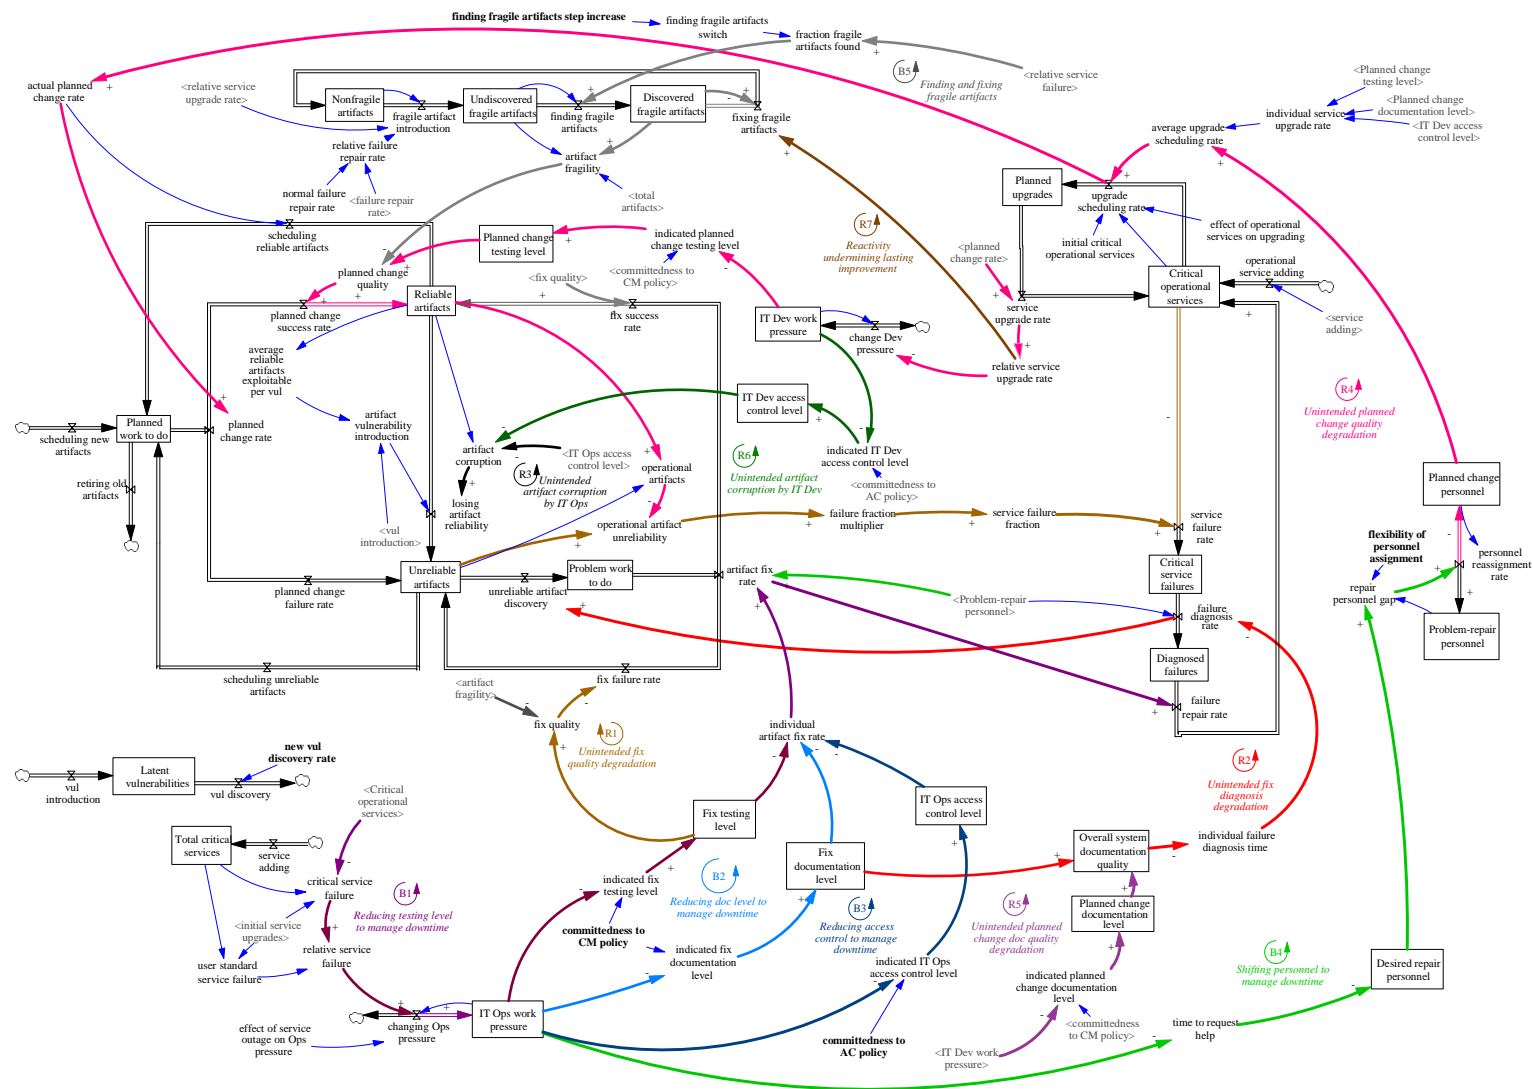 finding fragile artifacts step increase
finding fragile artifacts
switch
fraction fragile
artifacts found
actual planned
change rate
+
<relative service
upgrade rate>
Nonfragile
artifacts
fragile artifact
introduction
Undiscovered
fragile artifacts
finding fragile
artifacts
Discovered
fragile artifacts
fixing fragile
artifacts
B5
Finding and fixing
fragile artifacts
<relative service
failure>
<Planned change
testing level>
<Planned change
documentation level>
<IT Dev access
control level>
individual service
upgrade rate
average upgrade
scheduling rate
relative failure
repair rate
normal failure
repair rate
<failure repair
rate>
artifact
fragility
<total
artifacts>
Planned
upgrades
upgrade
scheduling rate
effect of operational
services on upgrading
initial critical
operational services
scheduling
reliable artifacts
Planned change
testing level
indicated planned
change testing level
<committedness to
CM policy>
R7
Reactivity
undermining lasting
improvement
<planned
change rate>
Critical
operational
services
operational
service adding
<service
adding>
planned change
quality
<fix quality>
Reliable
artifacts
planned change
success rate
fix success
rate
IT Dev work
pressure
change Dev
pressure
service
upgrade rate
relative service
upgrade rate
average
reliable
artifacts
exploitable
per vul
IT Dev access
control level
R4
Unintended planned
change quality
degradation
Planned
work to do
scheduling new
artifacts
planned
change rate
artifact
vulnerability
introduction
artifact
corruption
<IT Ops access
control level>
R3
Unintended
artifact corruption
by IT Ops
operational
artifacts
R6
Unintended artifact
corruption by IT Dev
indicated IT Dev
access control level
<committedness to
AC policy>
retiring old
artifacts
losing
artifact
reliability
<vul
introduction>
operational artifact
unreliability
failure fraction
multiplier
service failure
fraction
service
failure
rate
Planned change
personnel
flexibility of
personnel
assignment
personnel
reassignment
rate
repair
personnel gap
Problem-repair
personnel
planned change
failure rate
Unreliable
artifacts
unreliable artifact
discovery
Problem work
to do
artifact fix
rate
Critical
service
failures
<Problem-repair
personnel>
failure
diagnosis
rate
Diagnosed
failures
failure
repair rate
scheduling unreliable
artifacts
fix failure rate
<artifact
fragility>
fix quality
R1
Unintended fix
quality degradation
individual
artifact fix rate
new vul
discovery rate
Latent
vulnerabilities
vul
introduction
vul discovery
R2
Unintended fix
diagnosis
degradation
<Critical
operational
services>
Fix testing
level
IT Ops access
control level
Total critical
services
service
adding
critical service
failure
B1
Reducing testing level
to manage downtime
indicated fix
testing level
B2
Reducing doc level to
manage downtime
Fix
documentation
level
Overall system
documentation
quality
individual failure
diagnosis time
<initial service
upgrades>
relative service
failure
user standard
service failure
committedness to
CM policy
indicated fix
documentation
level
B3
Reducing access
control to manage
downtime
R5
Unintended planned
change doc quality
degradation
Planned change
documentation
level
indicated IT Ops
access control level
indicated planned
change documentation
level
B4
Shifting personnel to
manage downtime
Desired repair
personnel
effect of service
outage on Ops
pressure
changing Ops
pressure
IT Ops work
pressure
committedness to
AC policy
<committedness
to CM policy>
<IT Dev work
pressure>
time to request
help